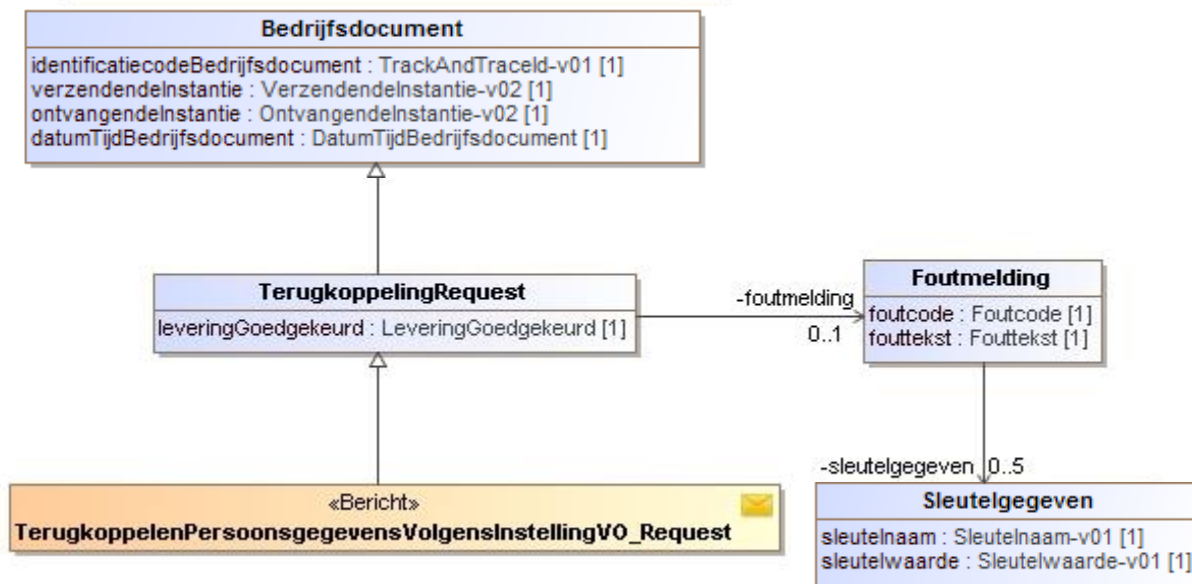 Bedrijfsdocument
identificatiecodeBedrijfsdocument : TrackAndTraceId-v01 [1]
verzendendeInstantie : VerzendendeInstantie-v02 [1]
ontvangendeInstantie : OntvangendeInstantie-v02 [1]
datumTijdBedrijfsdocument : DatumTijdBedrijfsdocument [1]
TerugkoppelingRequest
leveringGoedgekeurd : LeveringGoedgekeurd [1]
-foutmelding
0..1
Foutmelding
foutcode : Foutcode [1]
fouttekst : Fouttekst [1]
-sleutelgegeven 0..5
«Bericht»
TerugkoppelenPersoonsgegevensVolgensInstellingVO_Request
Sleutelgegeven
sleutelnaam : Sleutelnaam-v01 [1]
sleutelwaarde : Sleutelwaarde-v01 [1]